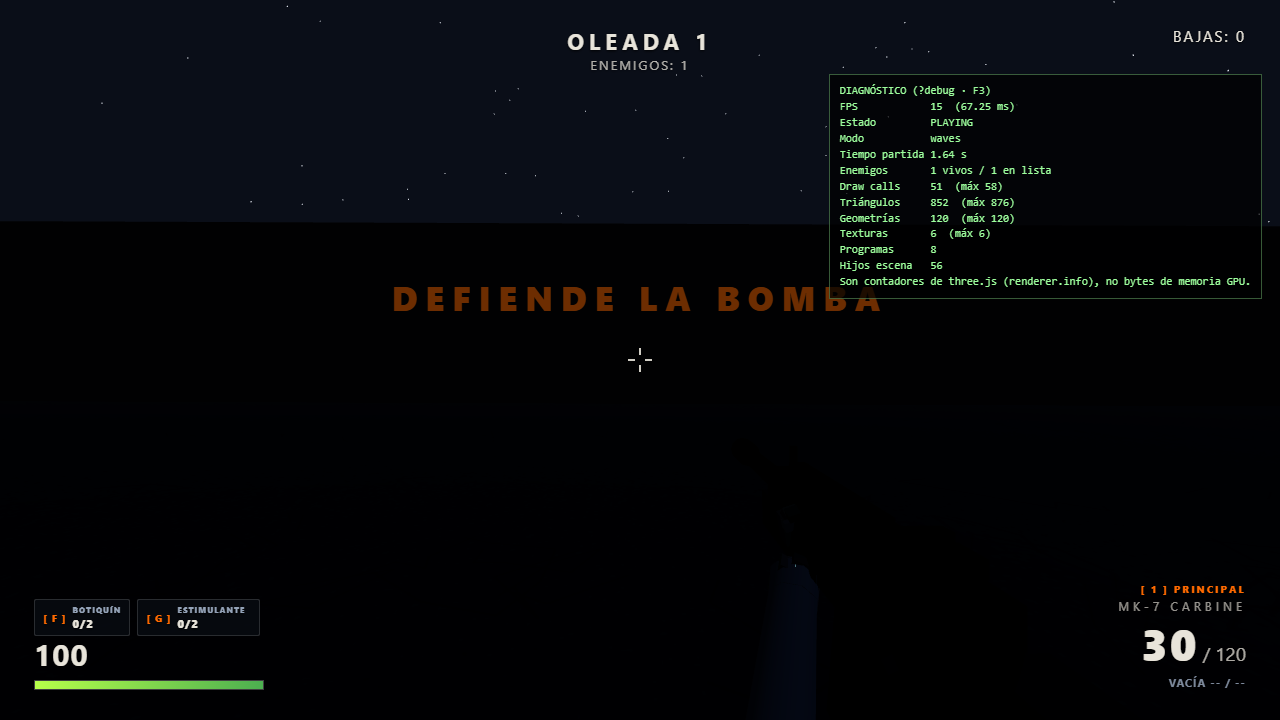 OLEADA 1
ENEMIGOS: 1
BAJAS: 0
DIAGNÓSTICO (?debug · F3)
FPS 15 (67.25 ms)
Estado PLAYING
Modo waves
Tiempo partida 1.64 s
Enemigos 1 vivos / 1 en lista
Draw calls 51 (máx 58)
Triángulos 852 (máx 876)
Geometrías 120 (máx 120)
Texturas 6 (máx 6)
Programas 8
Hijos escena 56
Son contadores de three.js (renderer.info), no bytes de memoria GPU.
DEFIENDE LA BOMBA
[ F ] BOTIQUÍN 0/2
[ G ] ESTIMULANTE 0/2
100
[ 1 ] PRINCIPAL
MK-7 CARBINE
30 / 120
VACÍA -- / --